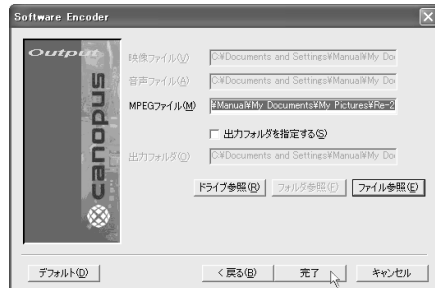 Software Encoder
Output
canopus
映像ファイル(V) C:¥Documents and Settings¥Manual¥My Do
音声ファイル(A) C:¥Documents and Settings¥Manual¥My Do
MPEGファイル(M) ¥Manual¥My Documents¥My Pictures¥Re-2
出力フォルダを指定する(S)
出力フォルダ(O) C:¥Documents and Settings¥Manual¥My Do
ドライブ参照(R) フォルダ参照(F) ファイル参照(E)
デフォルト(D) < 戻る(B) 完了 キャンセル